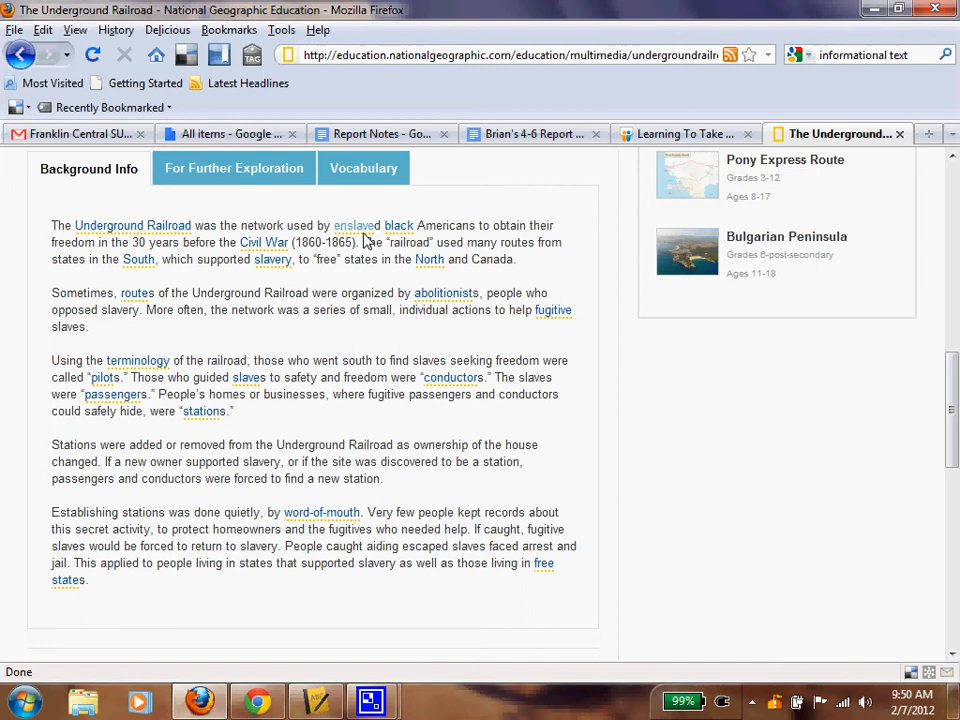 The Underground Railroad - National Geographic Education - Mozilla Firefox
File Edit View History Delicious Bookmarks Tools Help
TAG
http://education.nationalgeographic.com/education/multimedia/undergroundrailr
informational text
Most Visited Getting Started Latest Headlines
Recently Bookmarked
Franklin Central SU...
All items - Google ...
Report Notes - Go...
Brian's 4-6 Report ...
Learning To Take ...
The Underground...
Background Info
For Further Exploration
Vocabulary
The Underground Railroad was the network used by enslaved black Americans to obtain their
freedom in the 30 years before the Civil War (1860-1865). The “railroad” used many routes from
states in the South, which supported slavery, to “free” states in the North and Canada.
Sometimes, routes of the Underground Railroad were organized by abolitionists, people who
opposed slavery. More often, the network was a series of small, individual actions to help fugitive
slaves.
Using the terminology of the railroad, those who went south to find slaves seeking freedom were
called “pilots.” Those who guided slaves to safety and freedom were “conductors.” The slaves
were “passengers.” People’s homes or businesses, where fugitive passengers and conductors
could safely hide, were “stations.”
Stations were added or removed from the Underground Railroad as ownership of the house
changed. If a new owner supported slavery, or if the site was discovered to be a station,
passengers and conductors were forced to find a new station.
Establishing stations was done quietly, by word-of-mouth. Very few people kept records about
this secret activity, to protect homeowners and the fugitives who needed help. If caught, fugitive
slaves would be forced to return to slavery. People caught aiding escaped slaves faced arrest and
jail. This applied to people living in states that supported slavery as well as those living in free
states.
Pony Express Route
Grades 3-12
Ages 8-17
Bulgarian Peninsula
Grades 6-post-secondary
Ages 11-18
Done
99%
9:50 AM
2/7/2012